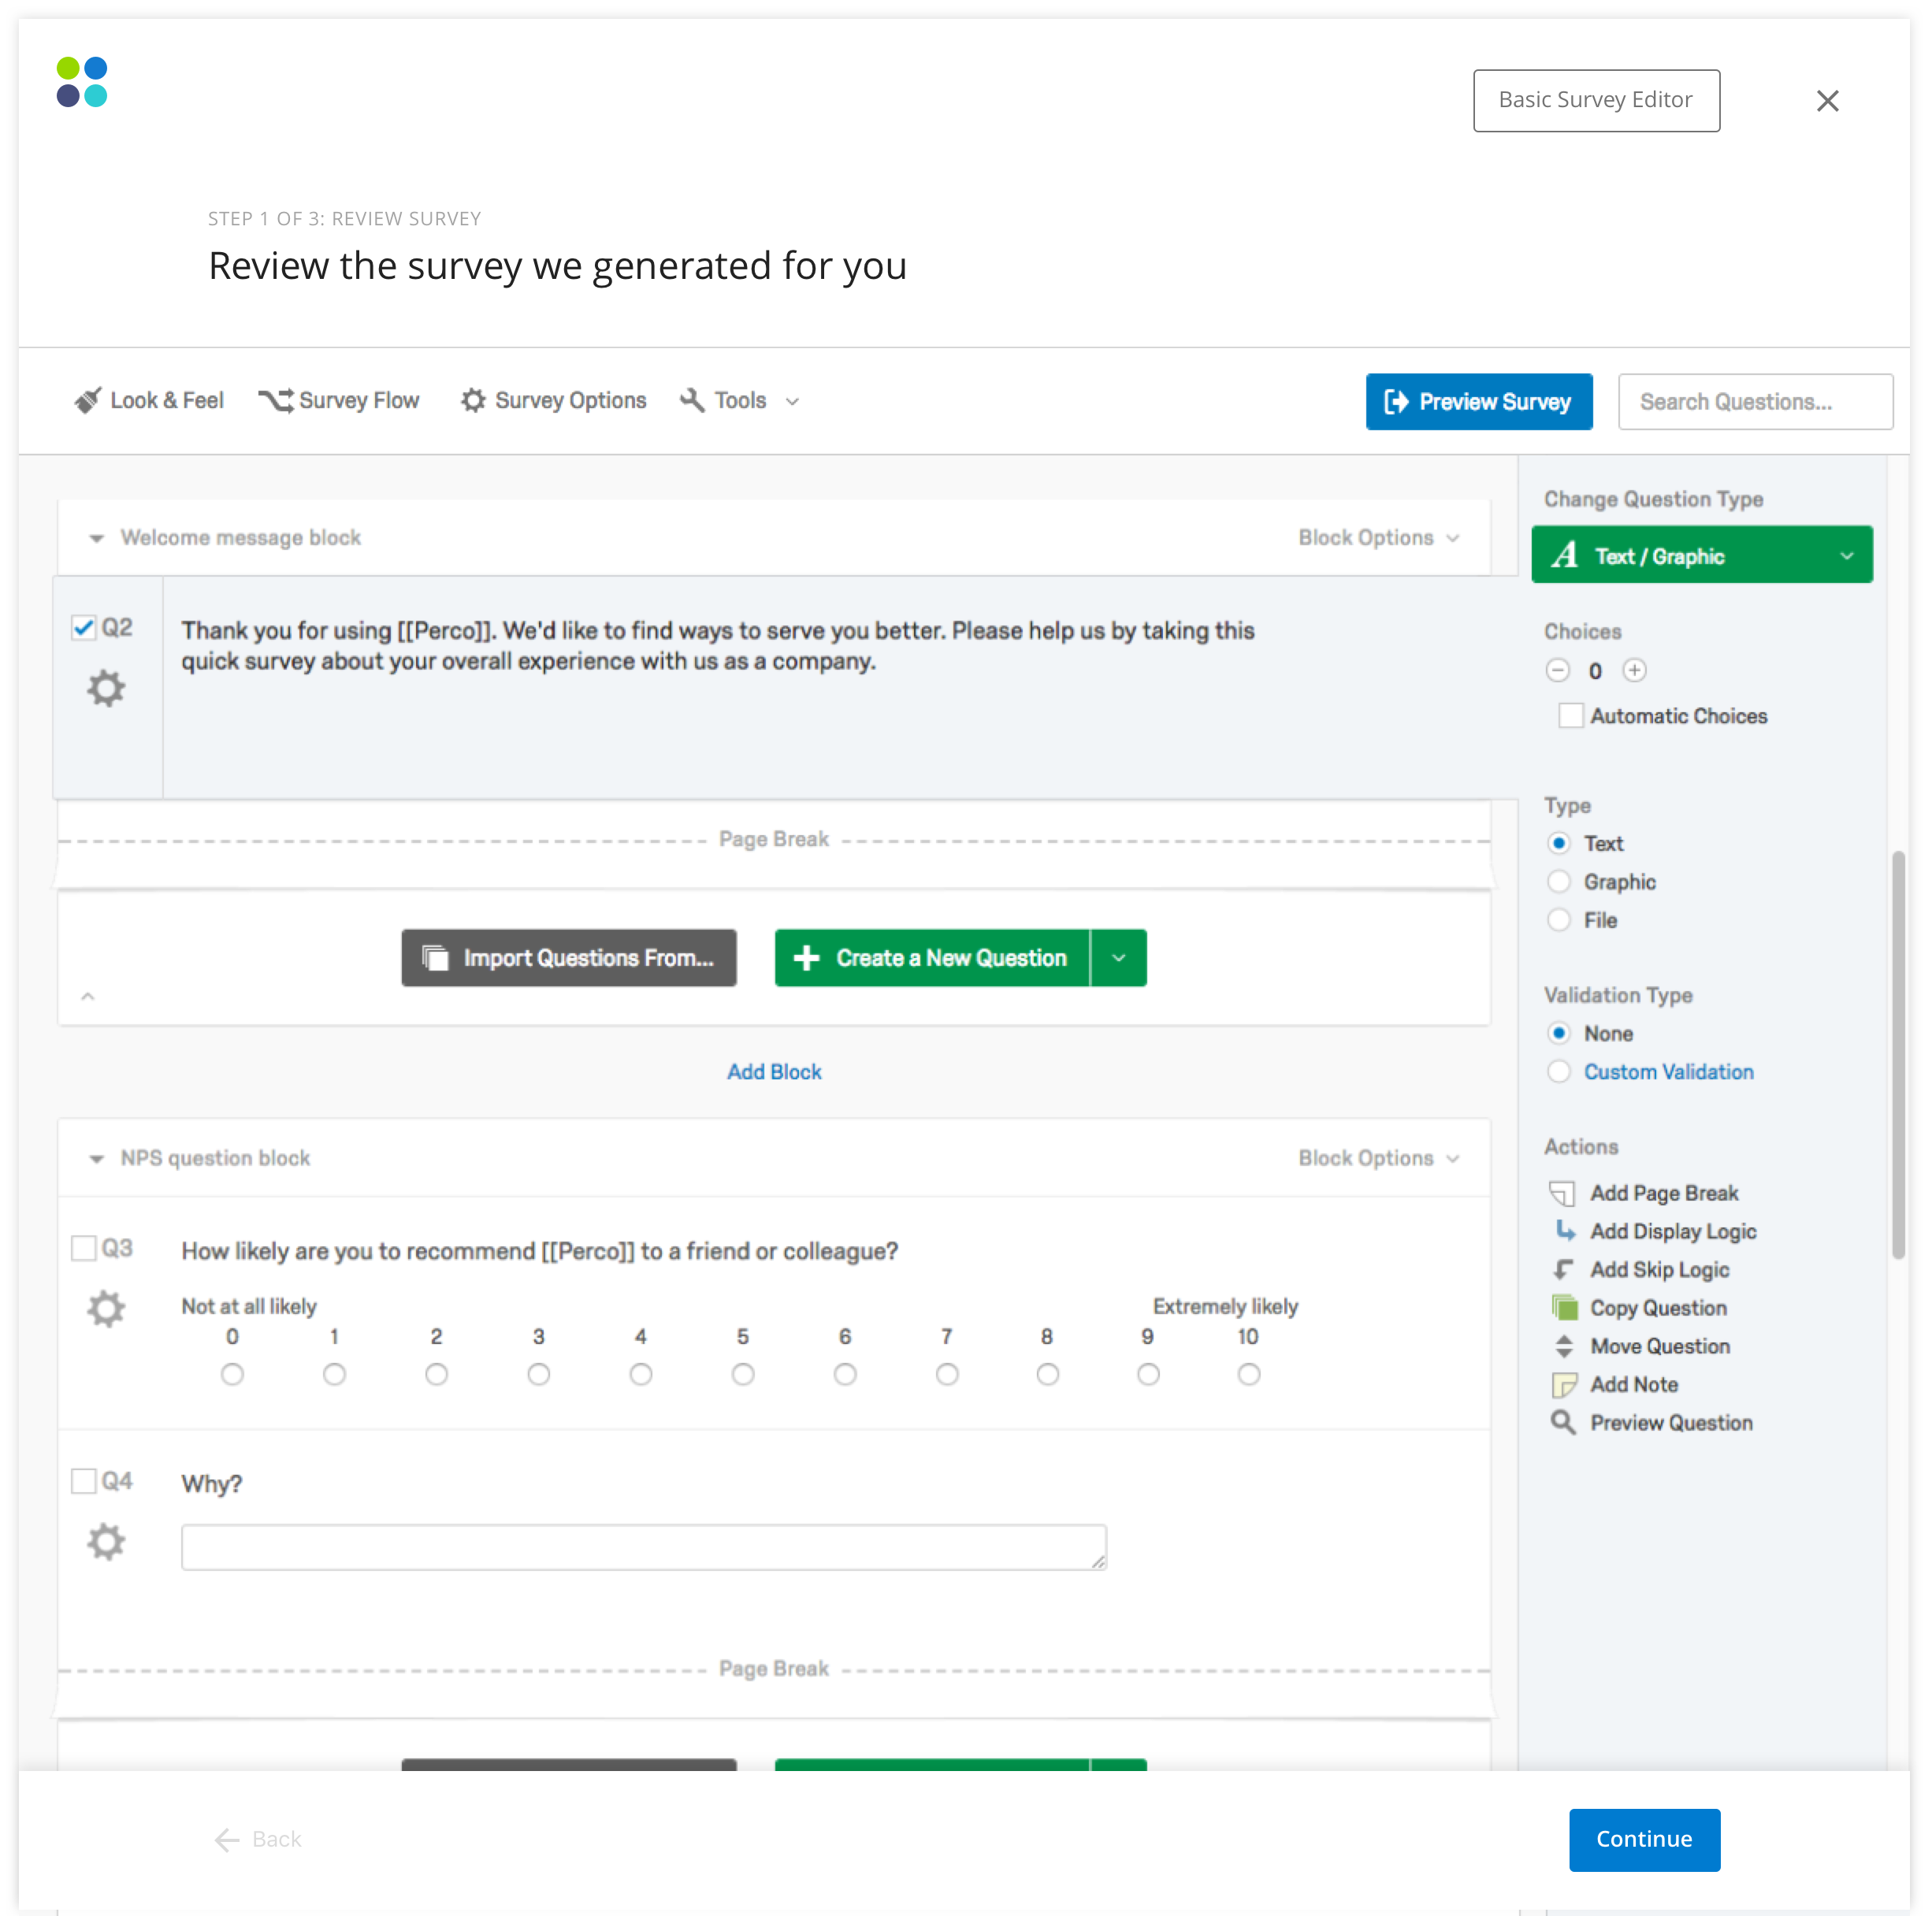 Basic Survey Editor
STEP 1 OF 3: REVIEW SURVEY
Review the survey we generated for you
Look & Feel
Survey Flow
Survey Options
Tools
Preview Survey
Search Questions...
Welcome message block
Block Options
Q2
Thank you for using [[Perco]]. We'd like to find ways to serve you better. Please help us by taking this
quick survey about your overall experience with us as a company.
Page Break
Import Questions From...
Create a New Question
Add Block
NPS question block
Block Options
Q3
How likely are you to recommend [[Perco]] to a friend or colleague?
Not at all likely
Extremely likely
0 1 2 3 4 5 6 7 8 9 10
Q4
Why?
Page Break
Change Question Type
A Text / Graphic
Choices
0
Automatic Choices
Type
Text
Graphic
File
Validation Type
None
Custom Validation
Actions
Add Page Break
Add Display Logic
Add Skip Logic
Copy Question
Move Question
Add Note
Preview Question
Back
Continue